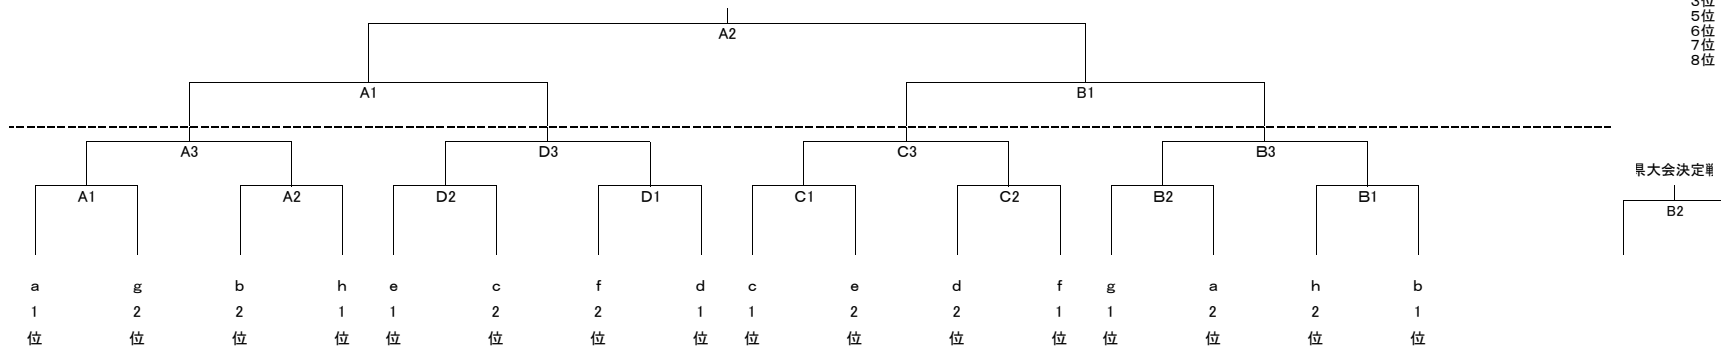 3位
5位
6位
7位
8位
A2
A1 B1
A3 D3 C3 B3
県大会決定戦
A1 A2 D2 D1 C1 C2 B2 B1
B2
a g b h e c f d c e d f g a h b
1 2 2 1 1 2 2 1 1 2 2 1 1 2 2 1
位 位 位 位 位 位 位 位 位 位 位 位 位 位 位 位